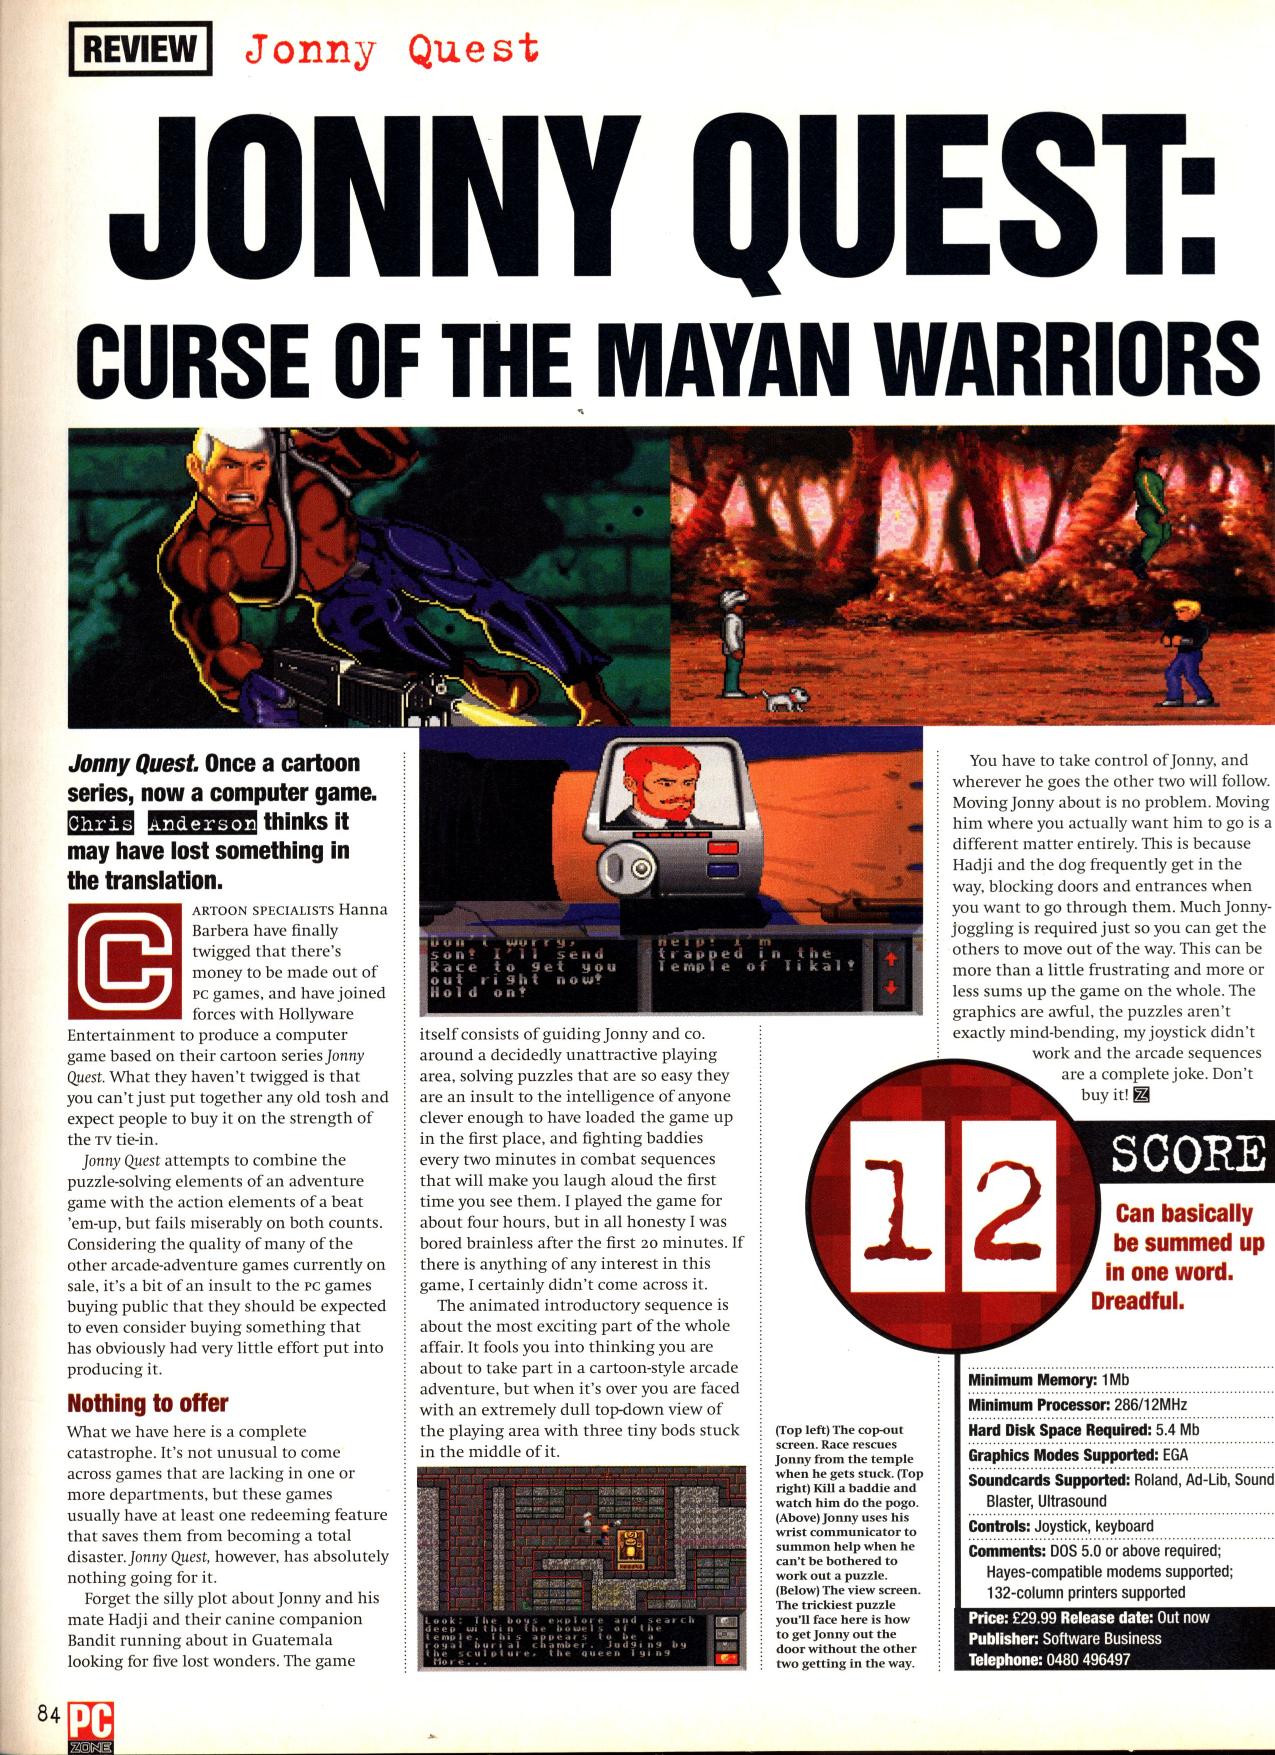 REVIEW Jonny Quest
JONNY QUEST:
CURSE OF THE MAYAN WARRIORS
Jonny Quest. Once a cartoon
series, now a computer game.
Chris Anderson thinks it
may have lost something in
the translation.
CARTOON SPECIALISTS Hanna
Barbera have finally
twigged that there's
money to be made out of
PC games, and have joined
forces with Hollyware
Entertainment to produce a computer
game based on their cartoon series Jonny
Quest. What they haven't twigged is that
you can't just put together any old tosh and
expect people to buy it on the strength of
the TV tie-in.
Jonny Quest attempts to combine the
puzzle-solving elements of an adventure
game with the action elements of a beat
'em-up, but fails miserably on both counts.
Considering the quality of many of the
other arcade-adventure games currently on
sale, it's a bit of an insult to the PC games
buying public that they should be expected
to even consider buying something that
has obviously had very little effort put into
producing it.
Nothing to offer
What we have here is a complete
catastrophe. It's not unusual to come
across games that are lacking in one or
more departments, but these games
usually have at least one redeeming feature
that saves them from becoming a total
disaster. Jonny Quest, however, has absolutely
nothing going for it.
Forget the silly plot about Jonny and his
mate Hadji and their canine companion
Bandit running about in Guatemala
looking for five lost wonders. The game
Don't worry,
son! I'll send
Race to get you
out right now!
Hold on!
Help! I'm
trapped in the
Temple of Tikal!
itself consists of guiding Jonny and co.
around a decidedly unattractive playing
area, solving puzzles that are so easy they
are an insult to the intelligence of anyone
clever enough to have loaded the game up
in the first place, and fighting baddies
every two minutes in combat sequences
that will make you laugh aloud the first
time you see them. I played the game for
about four hours, but in all honesty I was
bored brainless after the first 20 minutes. If
there is anything of any interest in this
game, I certainly didn't come across it.
The animated introductory sequence is
about the most exciting part of the whole
affair. It fools you into thinking you are
about to take part in a cartoon-style arcade
adventure, but when it's over you are faced
with an extremely dull top-down view of
the playing area with three tiny bods stuck
in the middle of it.
Look: The boys explore and search
deep within the bowels of the
temple. This appears to be a
royal burial chamber. Judging by
the sculpture, the queen lying
More...
(Top left) The cop-out
screen. Race rescues
Jonny from the temple
when he gets stuck. (Top
right) Kill a baddie and
watch him do the pogo.
(Above) Jonny uses his
wrist communicator to
summon help when he
can't be bothered to
work out a puzzle.
(Below) The view screen.
The trickiest puzzle
you'll face here is how
to get Jonny out the
door without the other
two getting in the way.
You have to take control of Jonny, and
wherever he goes the other two will follow.
Moving Jonny about is no problem. Moving
him where you actually want him to go is a
different matter entirely. This is because
Hadji and the dog frequently get in the
way, blocking doors and entrances when
you want to go through them. Much Jonny-
joggling is required just so you can get the
others to move out of the way. This can be
more than a little frustrating and more or
less sums up the game on the whole. The
graphics are awful, the puzzles aren't
exactly mind-bending, my joystick didn't
work and the arcade sequences
are a complete joke. Don't
buy it! Z
12
SCORE
Can basically
be summed up
in one word.
Dreadful.
Minimum Memory: 1Mb
Minimum Processor: 286/12MHz
Hard Disk Space Required: 5.4 Mb
Graphics Modes Supported: EGA
Soundcards Supported: Roland, Ad-Lib, Sound
Blaster, Ultrasound
Controls: Joystick, keyboard
Comments: DOS 5.0 or above required;
Hayes-compatible modems supported;
132-column printers supported
Price: £29.99 Release date: Out now
Publisher: Software Business
Telephone: 0480 496497
84 PC
ZONE